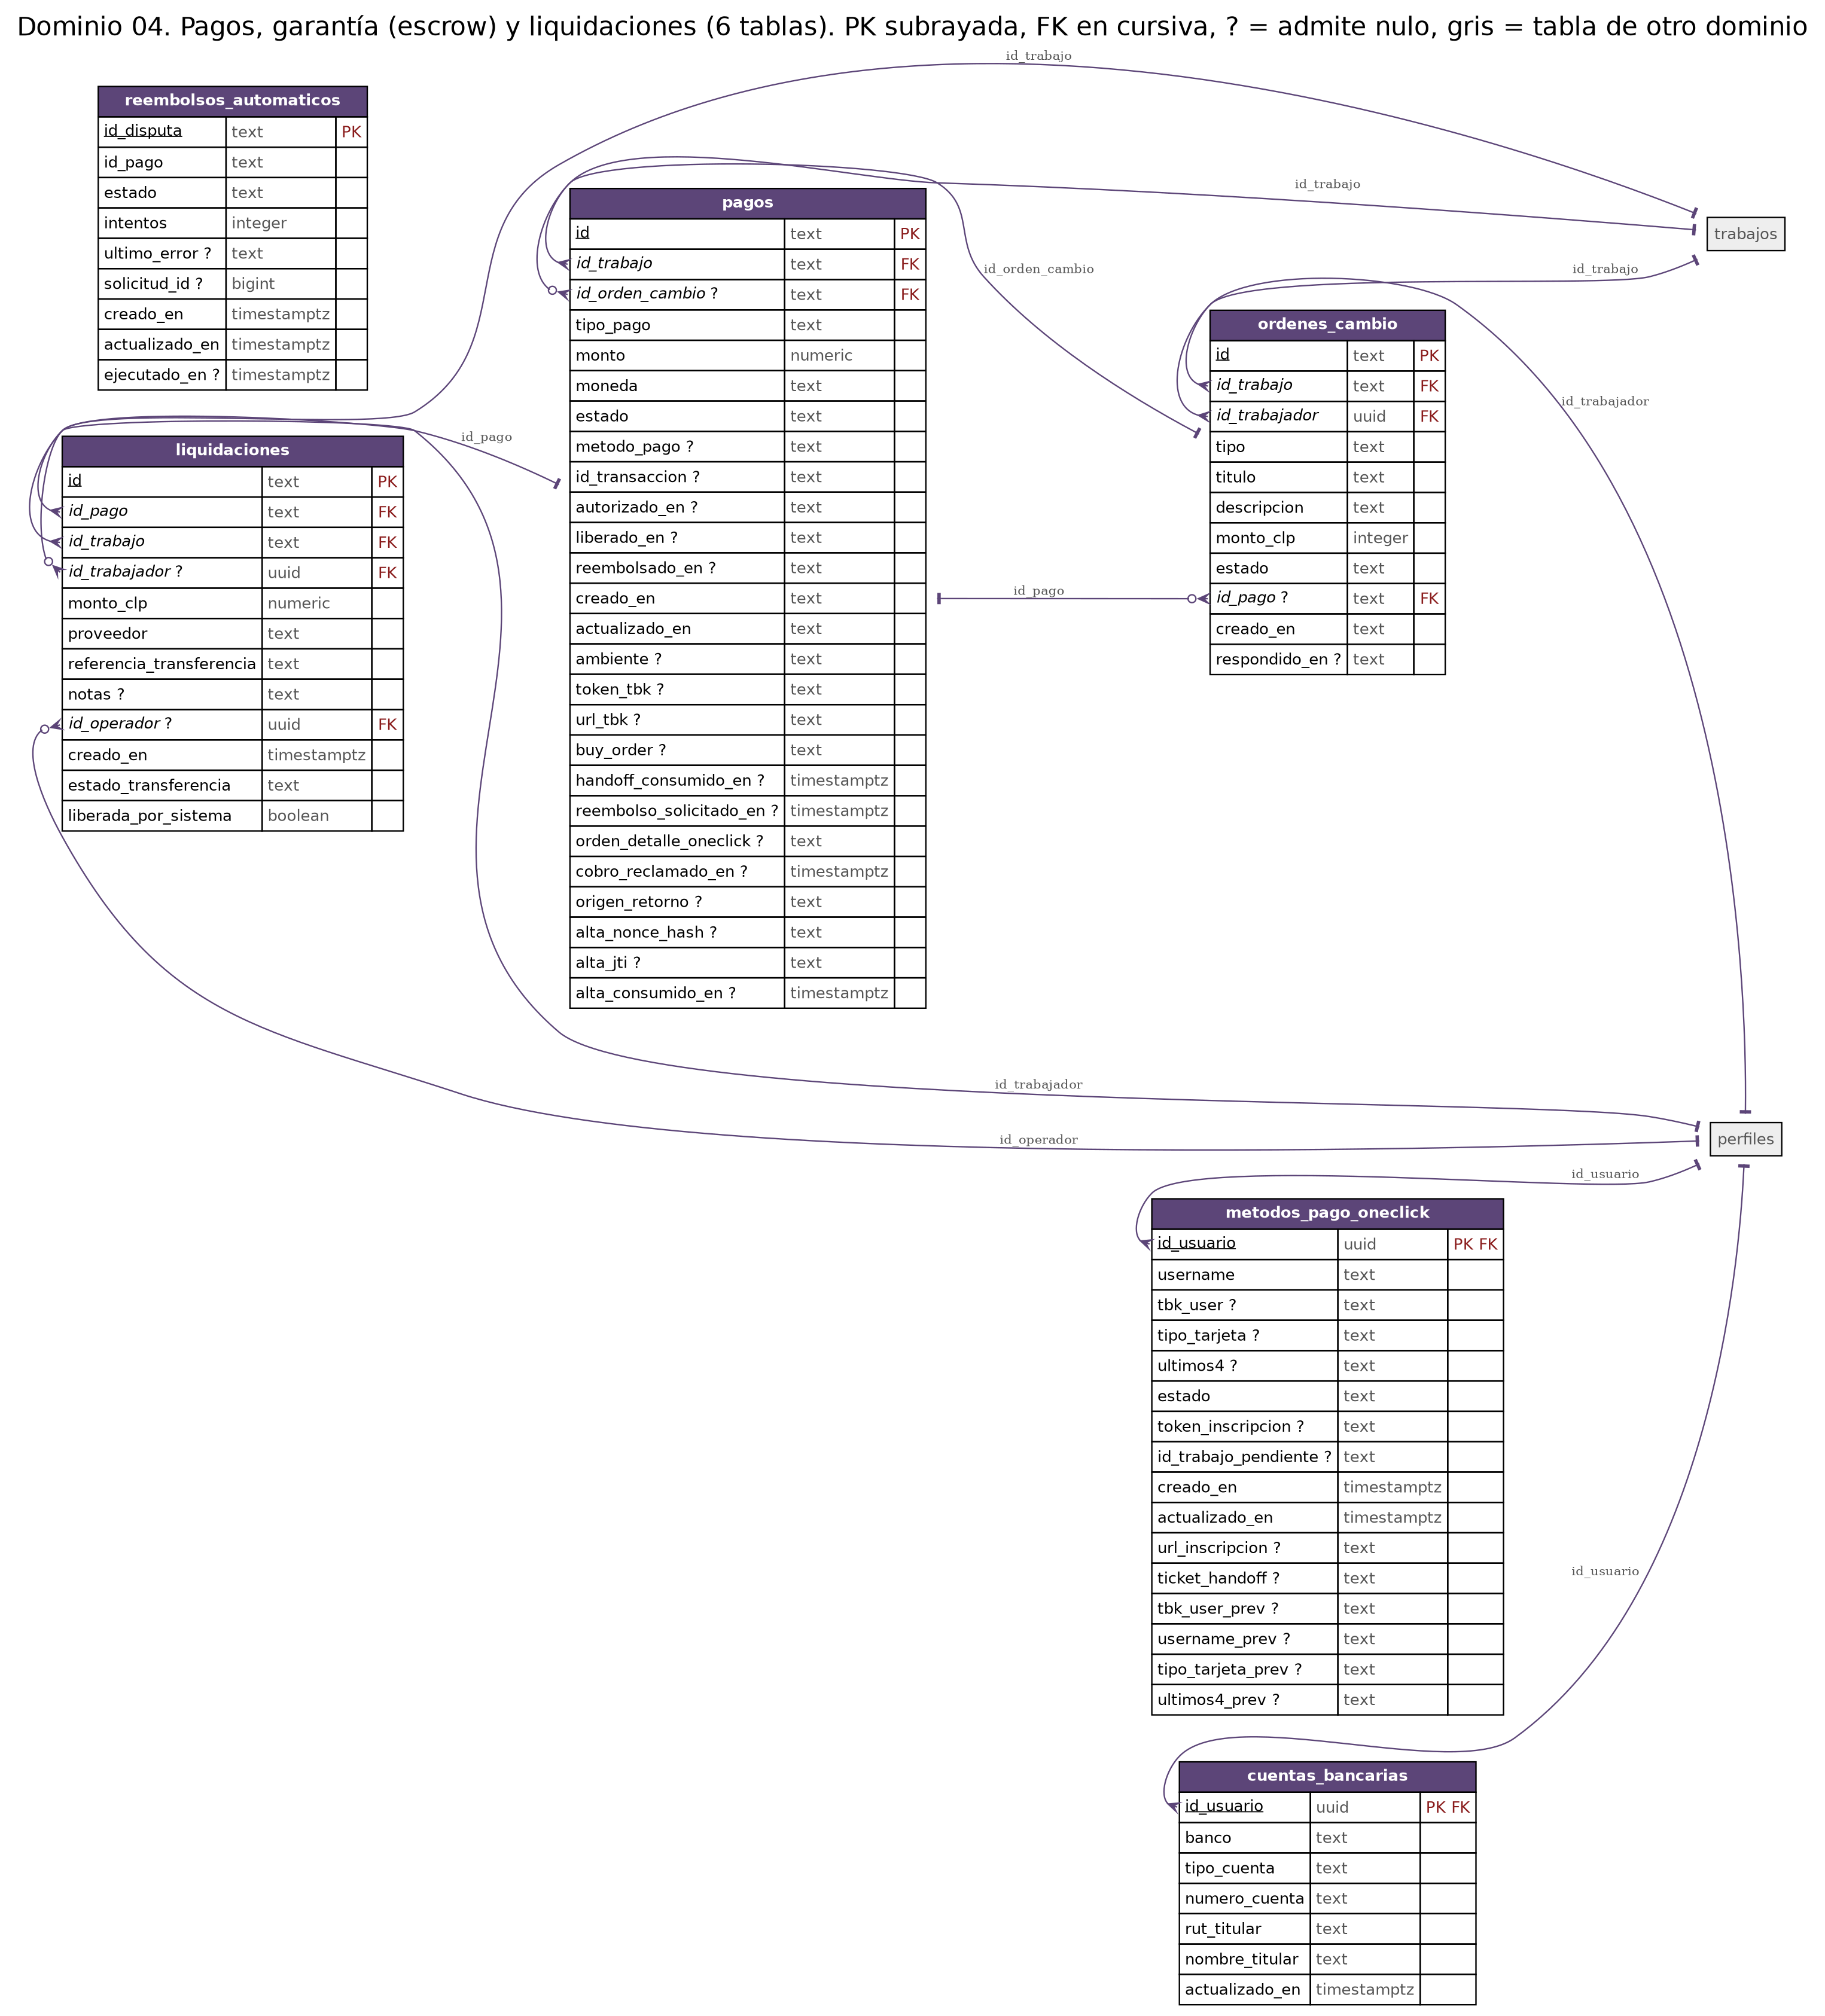 Dominio 04. Pagos, garantía (escrow) y liquidaciones (6 tablas). PK subrayada, FK en cursiva, ? = admite nulo, gris = tabla de otro dominio
id_trabajo
reembolsos_automaticos
id_disputa text PK
id_pago text
estado text
intentos integer
ultimo_error ? text
solicitud_id ? bigint
creado_en timestamptz
actualizado_en timestamptz
ejecutado_en ? timestamptz
liquidaciones
id text PK
id_pago text FK
id_trabajo text FK
id_trabajador ? uuid FK
monto_clp numeric
proveedor text
referencia_transferencia text
notas ? text
id_operador ? uuid FK
creado_en timestamptz
estado_transferencia text
liberada_por_sistema boolean
id_pago
pagos
id text PK
id_trabajo text FK
id_orden_cambio ? text FK
tipo_pago text
monto numeric
moneda text
estado text
metodo_pago ? text
id_transaccion ? text
autorizado_en ? text
liberado_en ? text
reembolsado_en ? text
creado_en text
actualizado_en text
ambiente ? text
token_tbk ? text
url_tbk ? text
buy_order ? text
handoff_consumido_en ? timestamptz
reembolso_solicitado_en ? timestamptz
orden_detalle_oneclick ? text
cobro_reclamado_en ? timestamptz
origen_retorno ? text
alta_nonce_hash ? text
alta_jti ? text
alta_consumido_en ? timestamptz
id_trabajo
id_orden_cambio
id_trabajo
trabajos
id_pago
ordenes_cambio
id text PK
id_trabajo text FK
id_trabajador uuid FK
tipo text
titulo text
descripcion text
monto_clp integer
estado text
id_pago ? text FK
creado_en text
respondido_en ? text
id_trabajador
id_trabajador
id_operador
perfiles
id_usuario
metodos_pago_oneclick
id_usuario uuid PK FK
username text
tbk_user ? text
tipo_tarjeta ? text
ultimos4 ? text
estado text
token_inscripcion ? text
id_trabajo_pendiente ? text
creado_en timestamptz
actualizado_en timestamptz
url_inscripcion ? text
ticket_handoff ? text
tbk_user_prev ? text
username_prev ? text
tipo_tarjeta_prev ? text
ultimos4_prev ? text
id_usuario
cuentas_bancarias
id_usuario uuid PK FK
banco text
tipo_cuenta text
numero_cuenta text
rut_titular text
nombre_titular text
actualizado_en timestamptz